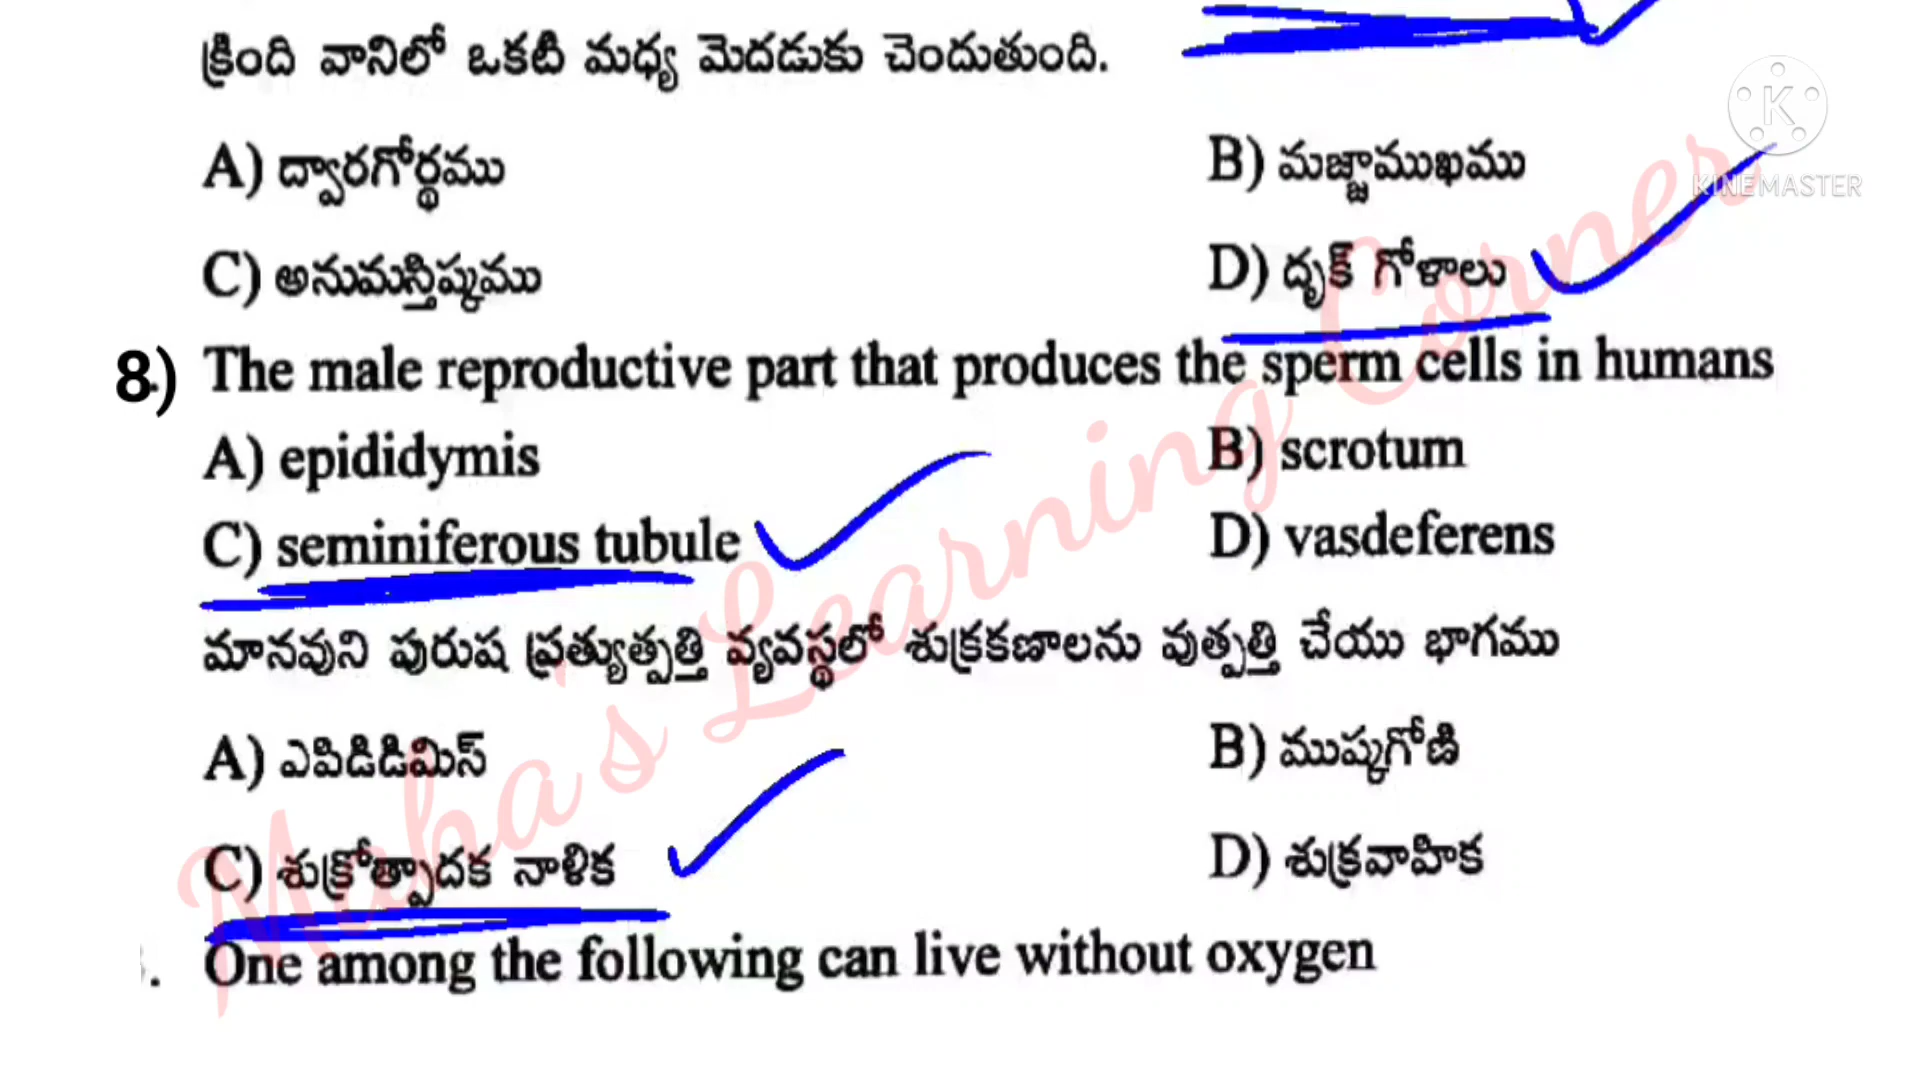 క్రింది వానిలో ఒకటి మధ్య మెదడుకు చెందుతుంది.
A) ద్వారగోర్థము B) మజ్జాముఖము
C) అనుమస్తిష్కము D) దృక్ గోళాలు
8) The male reproductive part that produces the sperm cells in humans
A) epididymis B) scrotum
C) seminiferous tubule D) vasdeferens
మానవుని పురుష ప్రత్యుత్పత్తి వ్యవస్థలో శుక్రకణాలను వుత్పత్తి చేయు భాగము
A) ఎపిడిడిమిస్ B) ముష్కగోణి
C) శుక్రోత్పాదక నాళిక D) శుక్రవాహిక
. One among the following can live without oxygen
Maha's Learning Corner
K
KINEMASTER